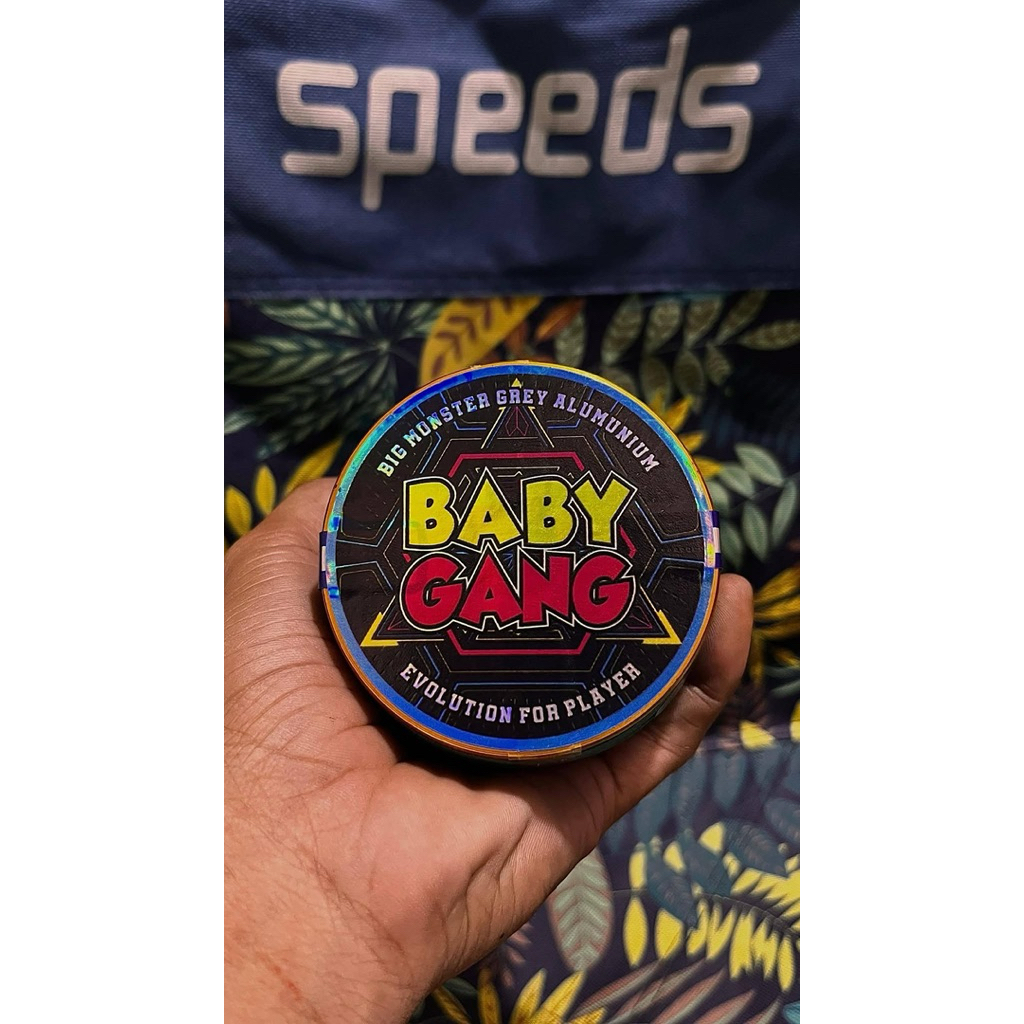 speeds
BIG MONSTER GREY ALUMUNIUM
BABY
GANG
EVOLUTION FOR PLAYER